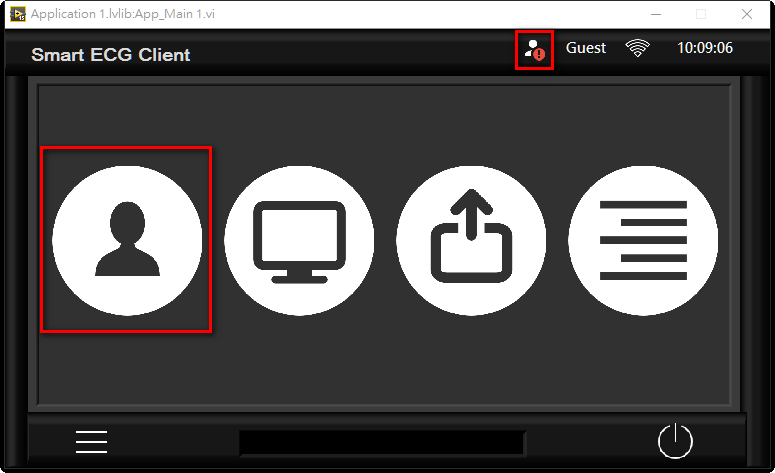 Application 1.lvlib:App_Main 1.vi
Smart ECG Client
Guest
10:09:06